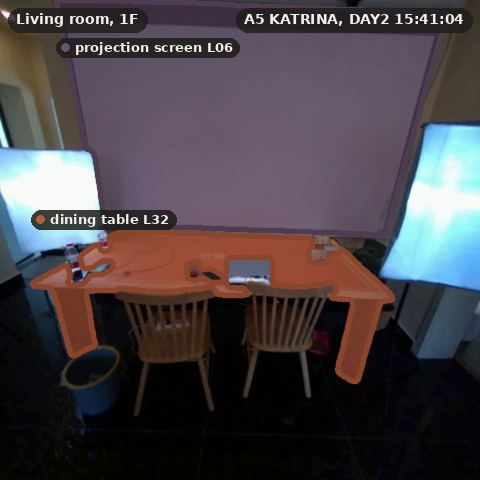 Living room, 1F
A5 KATRINA, DAY2 15:41:04
projection screen L06
dining table L32